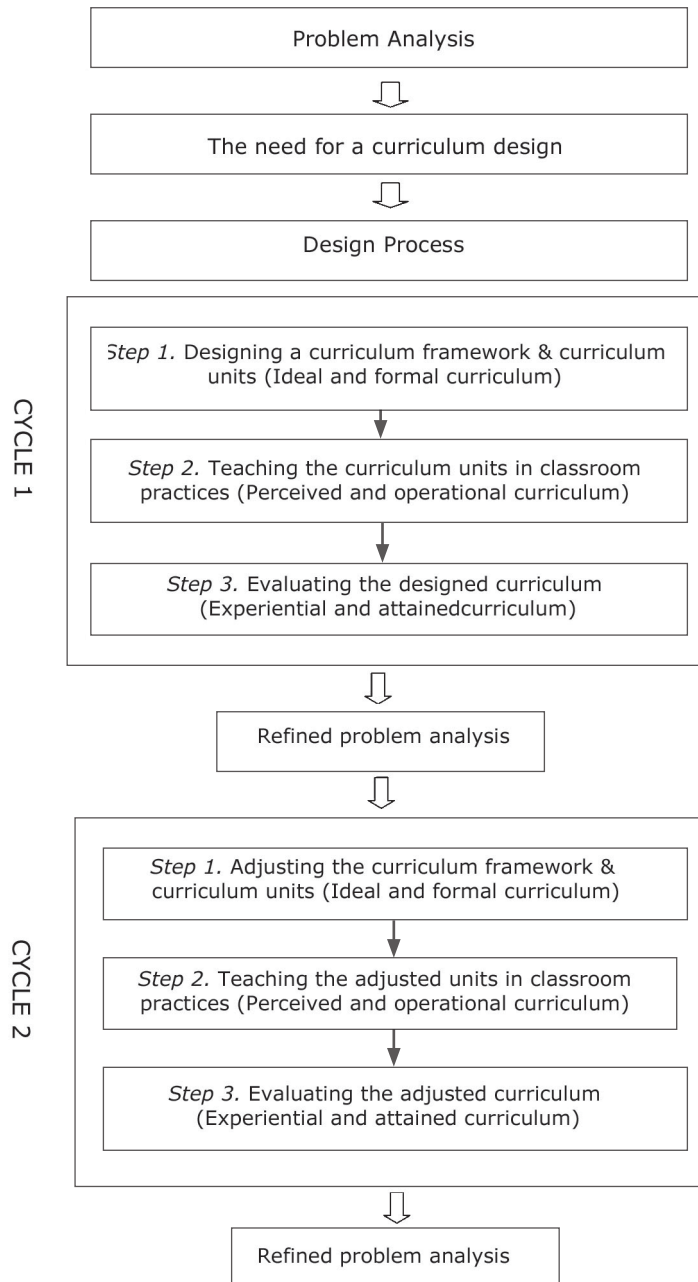 Problem Analysis
The need for a curriculum design
Design Process
CYCLE 1
Step 1. Designing a curriculum framework & curriculum
units (Ideal and formal curriculum)
Step 2. Teaching the curriculum units in classroom
practices (Perceived and operational curriculum)
Step 3. Evaluating the designed curriculum
(Experiential and attainedcurriculum)
Refined problem analysis
CYCLE 2
Step 1. Adjusting the curriculum framework &
curriculum units (Ideal and formal curriculum)
Step 2. Teaching the adjusted units in classroom
practices (Perceived and operational curriculum)
Step 3. Evaluating the adjusted curriculum
(Experiential and attained curriculum)
Refined problem analysis